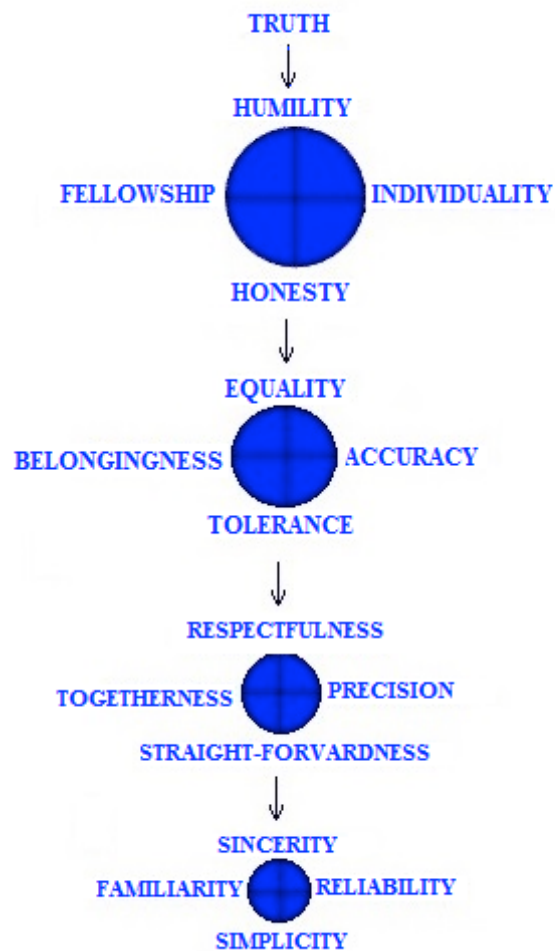 TRUTH
HUMILITY
FELLOWSHIP INDIVIDUALITY
HONESTY
EQUALITY
BELONGINGNESS ACCURACY
TOLERANCE
RESPECTFULNESS
TOGETHERNESS PRECISION
STRAIGHT-FORVARDNESS
SINCERITY
FAMILIARITY RELIABILITY
SIMPLICITY